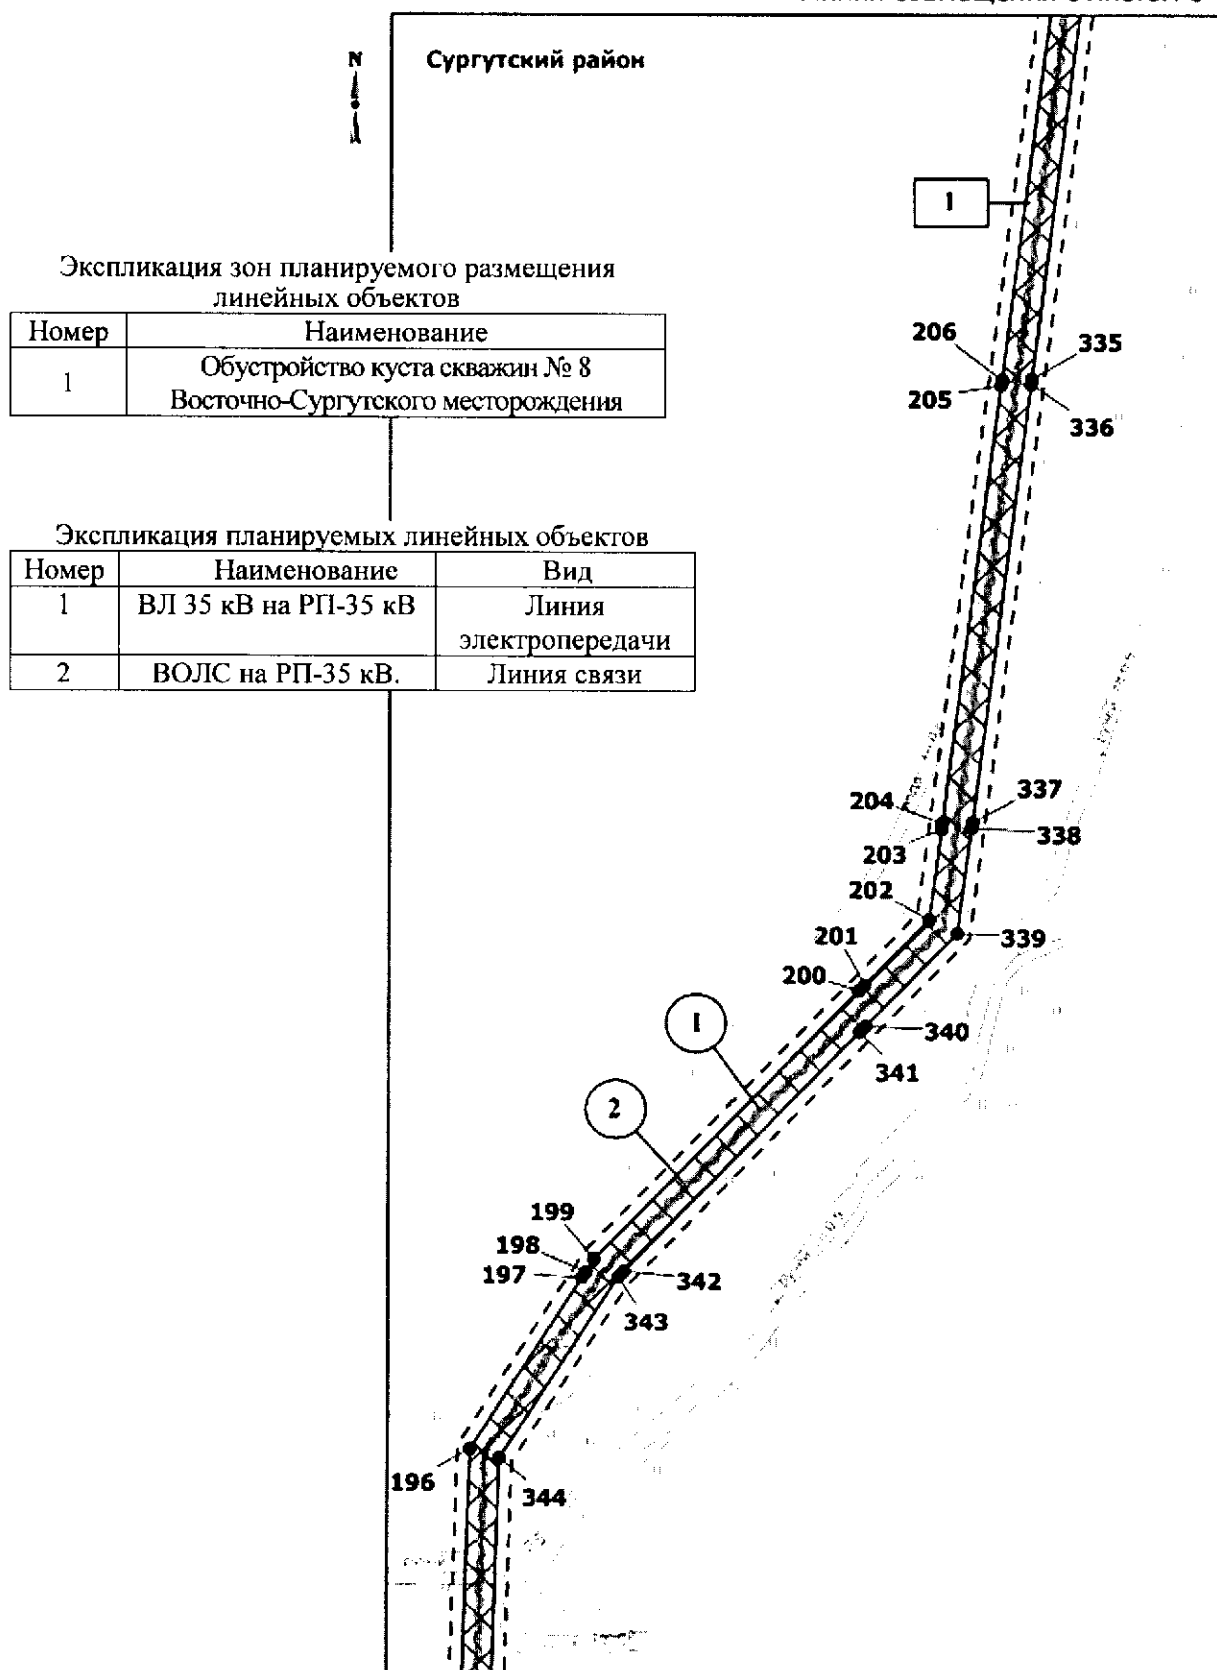 N
Сургутский район
1
Экспликация зон планируемого размещения
линейных объектов
Номер Наименование
1 Обустройство куста скважин № 8
Восточно-Сургутского месторождения
206
335
205
336
Экспликация планируемых линейных объектов
Номер Наименование Вид
1 ВЛ 35 кВ на РП-35 кВ Линия
электропередачи
2 ВОЛС на РП-35 кВ. Линия связи
204
337
203
338
202
201
339
200
1
340
341
2
199
198
197
342
343
196
344